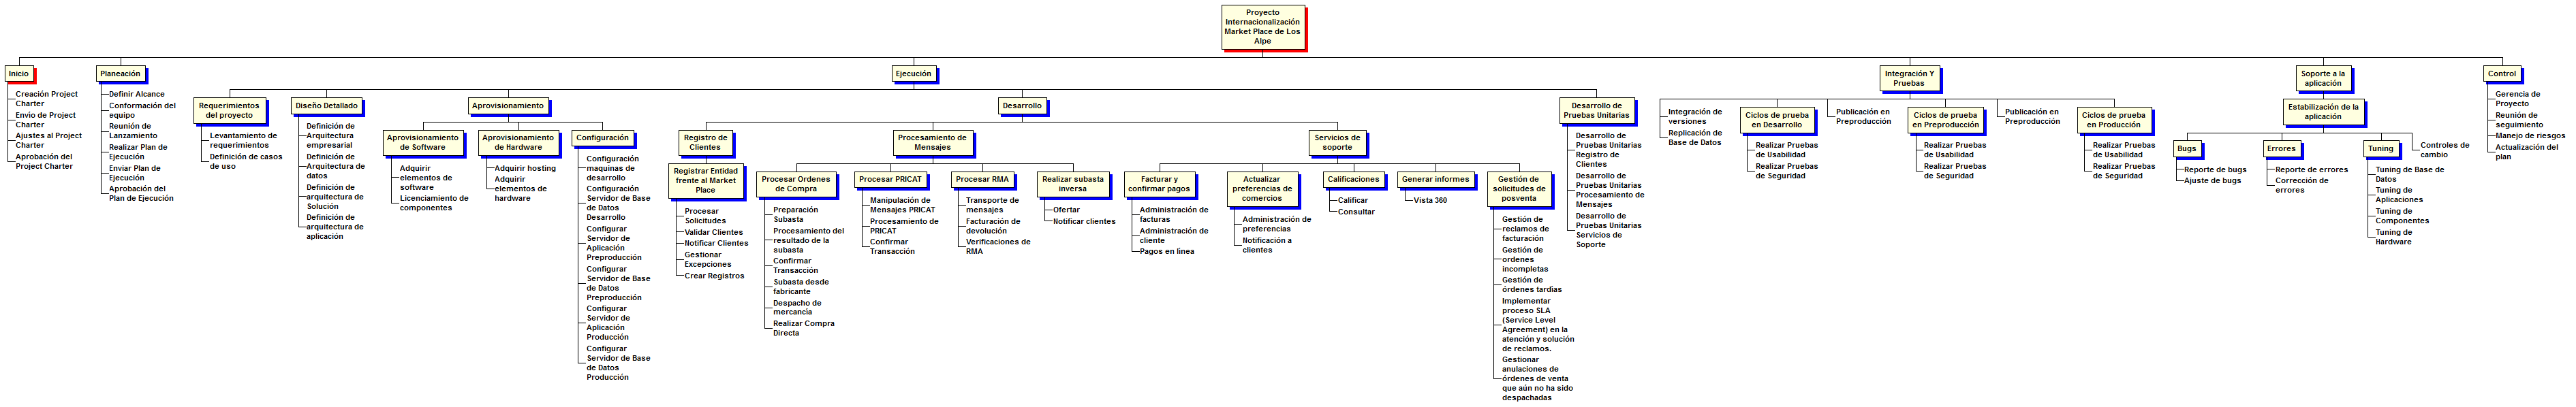 Proyecto
Internacionalización
Market Place de Los
Alpe
Inicio
Creación Project
Charter
Envio de Project
Charter
Ajustes al Project
Charter
Aprobación del
Project Charter
Planeación
Definir Alcance
Conformación del
equipo
Reunión de
Lanzamiento
Realizar Plan de
Ejecución
Enviar Plan de
Ejecución
Aprobación del
Plan de Ejecución
Ejecución
Requerimientos
del proyecto
Levantamiento de
requerimientos
Definición de casos
de uso
Diseño Detallado
Definición de
Arquitectura
empresarial
Definición de
Arquitectura de
datos
Definición de
arquitectura de
Solución
Definición de
arquitectura de
aplicación
Aprovisionamiento
Aprovisionamiento
de Software
Adquirir
elementos de
software
Licenciamiento de
componentes
Aprovisionamiento
de Hardware
Adquirir hosting
Adquirir
elementos de
hardware
Configuración
Configuración
maquinas de
desarrollo
Configuración
Servidor de Base
de Datos
Desarrollo
Configurar
Servidor de
Aplicación
Preproducción
Configurar
Servidor de Base
de Datos
Preproducción
Configurar
Servidor de
Aplicación
Producción
Configurar
Servidor de Base
de Datos
Producción
Desarrollo
Registro de
Clientes
Registrar Entidad
frente al Market
Place
Procesar
Solicitudes
Validar Clientes
Notificar Clientes
Gestionar
Excepciones
Crear Registros
Procesamiento de
Mensajes
Procesar Ordenes
de Compra
Preparación
Subasta
Procesamiento del
resultado de la
subasta
Confirmar
Transacción
Subasta desde
fabricante
Despacho de
mercancía
Realizar Compra
Directa
Procesar PRICAT
Manipulación de
Mensajes PRICAT
Procesamiento de
PRICAT
Confirmar
Transacción
Procesar RMA
Transporte de
mensajes
Facturación de
devolución
Verificaciones de
RMA
Realizar subasta
inversa
Ofertar
Notificar clientes
Servicios de
soporte
Facturar y
confirmar pagos
Administración de
facturas
Administración de
cliente
Pagos en línea
Actualizar
preferencias de
comercios
Administración de
preferencias
Notificación a
clientes
Calificaciones
Calificar
Consultar
Generar informes
Vista 360
Gestión de
solicitudes de
posventa
Gestión de
reclamos de
facturación
Gestión de
ordenes
incompletas
Gestión de
órdenes tardías
Implementar
proceso SLA
(Service Level
Agreement) en la
atención y solución
de reclamos.
Gestionar
anulaciones de
órdenes de venta
que aún no ha sido
despachadas
Desarrollo de
Pruebas Unitarias
Desarrollo de
Pruebas Unitarias
Registro de
Clientes
Desarrollo de
Pruebas Unitarias
Procesamiento de
Mensajes
Desarrollo de
Pruebas Unitarias
Servicios de
Soporte
Integración Y
Pruebas
Integración de
versiones
Replicación de
Base de Datos
Ciclos de prueba
en Desarrollo
Realizar Pruebas
de Usabilidad
Realizar Pruebas
de Seguridad
Publicación en
Preproducción
Ciclos de prueba
en Preproducción
Realizar Pruebas
de Usabilidad
Realizar Pruebas
de Seguridad
Publicación en
Preproducción
Ciclos de prueba
en Producción
Realizar Pruebas
de Usabilidad
Realizar Pruebas
de Seguridad
Soporte a la
aplicación
Estabilización de la
aplicación
Bugs
Reporte de bugs
Ajuste de bugs
Errores
Reporte de errores
Corrección de
errores
Tuning
Tuning de Base de
Datos
Tuning de
Aplicaciones
Tuning de
Componentes
Tuning de
Hardware
Controles de
cambio
Control
Gerencia de
Proyecto
Reunión de
seguimiento
Manejo de riesgos
Actualización del
plan